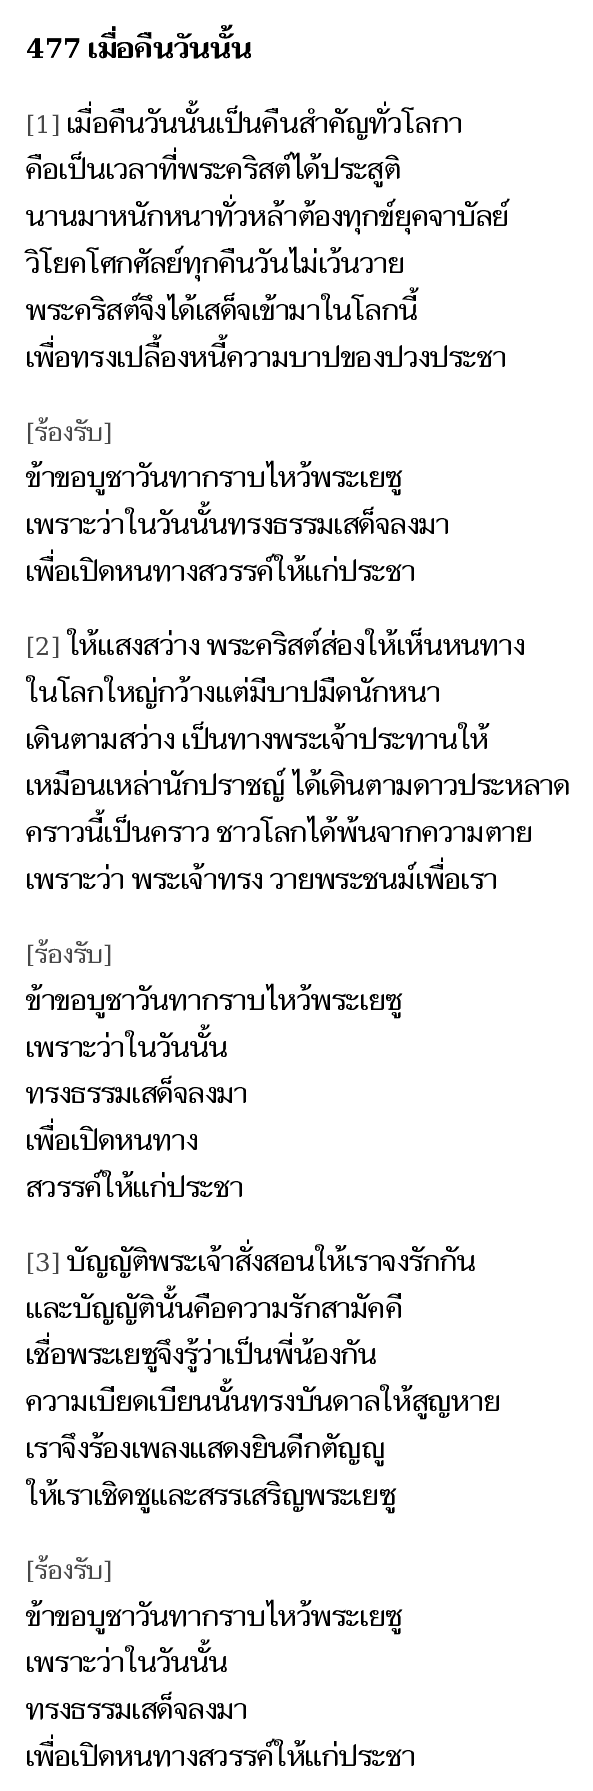 477 เมื่อคืนวันนั้น
[1] เมื่อคืนวันนั้นเป็นคืนสำคัญทั่วโลกา
คือเป็นเวลาที่พระคริสต์ได้ประสูติ
นานมาหนักหนาทั่วหล้าต้องทุกข์ยุคจาบัลย์
วิโยคโศกศัลย์ทุกคืนวันไม่เว้นวาย
พระคริสต์จึงได้เสด็จเข้ามาในโลกนี้
เพื่อทรงเปลื้องหนี้ความบาปของปวงประชา
[ร้องรับ]
ข้าขอบูชาวันทากราบไหว้พระเยซู
เพราะว่าในวันนั้นทรงธรรมเสด็จลงมา
เพื่อเปิดหนทางสวรรค์ให้แก่ประชา
[2] ให้แสงสว่าง พระคริสต์ส่องให้เห็นหนทาง
ในโลกใหญ่กว้างแต่มีบาปมืดนักหนา
เดินตามสว่าง เป็นทางพระเจ้าประทานให้
เหมือนเหล่านักปราชญ์ ได้เดินตามดาวประหลาด
คราวนี้เป็นคราว ชาวโลกได้พ้นจากความตาย
เพราะว่า พระเจ้าทรง วายพระชนม์เพื่อเรา
[ร้องรับ]
ข้าขอบูชาวันทากราบไหว้พระเยซู
เพราะว่าในวันนั้น
ทรงธรรมเสด็จลงมา
เพื่อเปิดหนทาง
สวรรค์ให้แก่ประชา
[3] บัญญัติพระเจ้าสั่งสอนให้เราจงรักกัน
และบัญญัตินั้นคือความรักสามัคคี
เชื่อพระเยซูจึงรู้ว่าเป็นพี่น้องกัน
ความเบียดเบียนนั้นทรงบันดาลให้สูญหาย
เราจึงร้องเพลงแสดงยินดีกตัญญู
ให้เราเชิดชูและสรรเสริญพระเยซู
[ร้องรับ]
ข้าขอบูชาวันทากราบไหว้พระเยซู
เพราะว่าในวันนั้น
ทรงธรรมเสด็จลงมา
เพื่อเปิดหนทางสวรรค์ให้แก่ประชา